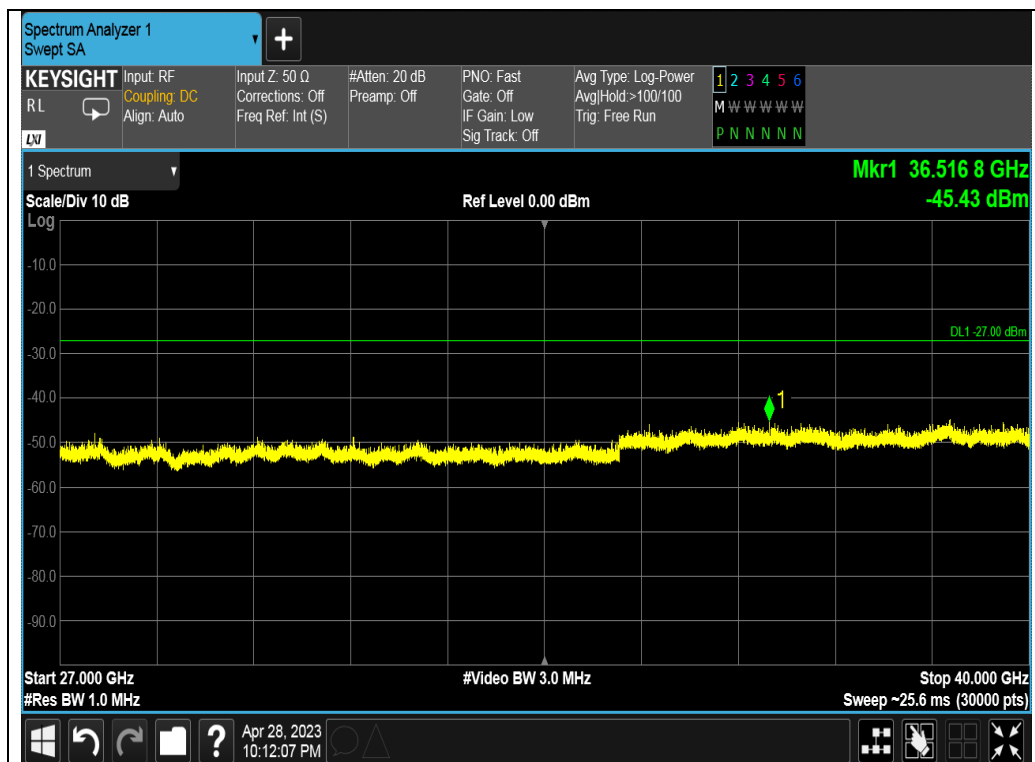 Spectrum Analyzer 1
Swept SA
+
KEYSIGHT
RL
LXI
Input: RF
Coupling: DC
Align: Auto
Input Z: 50 Ω
Corrections: Off
Freq Ref: Int (S)
#Atten: 20 dB
Preamp: Off
PNO: Fast
Gate: Off
IF Gain: Low
Sig Track: Off
Avg Type: Log-Power
Avg|Hold:>100/100
Trig: Free Run
1 2 3 4 5 6
M W W W W W
P N N N N N
1 Spectrum
Mkr1 36.516 8 GHz
-45.43 dBm
Scale/Div 10 dB
Ref Level 0.00 dBm
Log
-10.0
-20.0
DL1 -27.00 dBm
-30.0
-40.0
1
-50.0
-60.0
-70.0
-80.0
-90.0
Start 27.000 GHz
#Video BW 3.0 MHz
Stop 40.000 GHz
#Res BW 1.0 MHz
Sweep ~25.6 ms (30000 pts)
?
Apr 28, 2023
10:12:07 PM